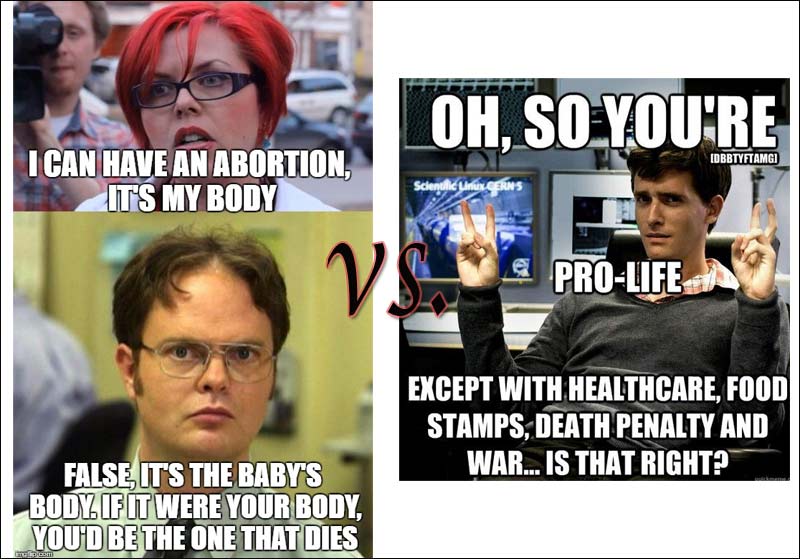 I CAN HAVE AN ABORTION,
IT'S MY BODY
FALSE, IT'S THE BABY'S
BODY. IF IT WERE YOUR BODY,
YOU'D BE THE ONE THAT DIES
imgflip.com
VS.
OH, SO YOU'RE
[DBBTYFTAMG]
Scientific Linux CERN 5
PRO-LIFE
EXCEPT WITH HEALTHCARE, FOOD
STAMPS, DEATH PENALTY AND
WAR... IS THAT RIGHT?
quickmeme.c